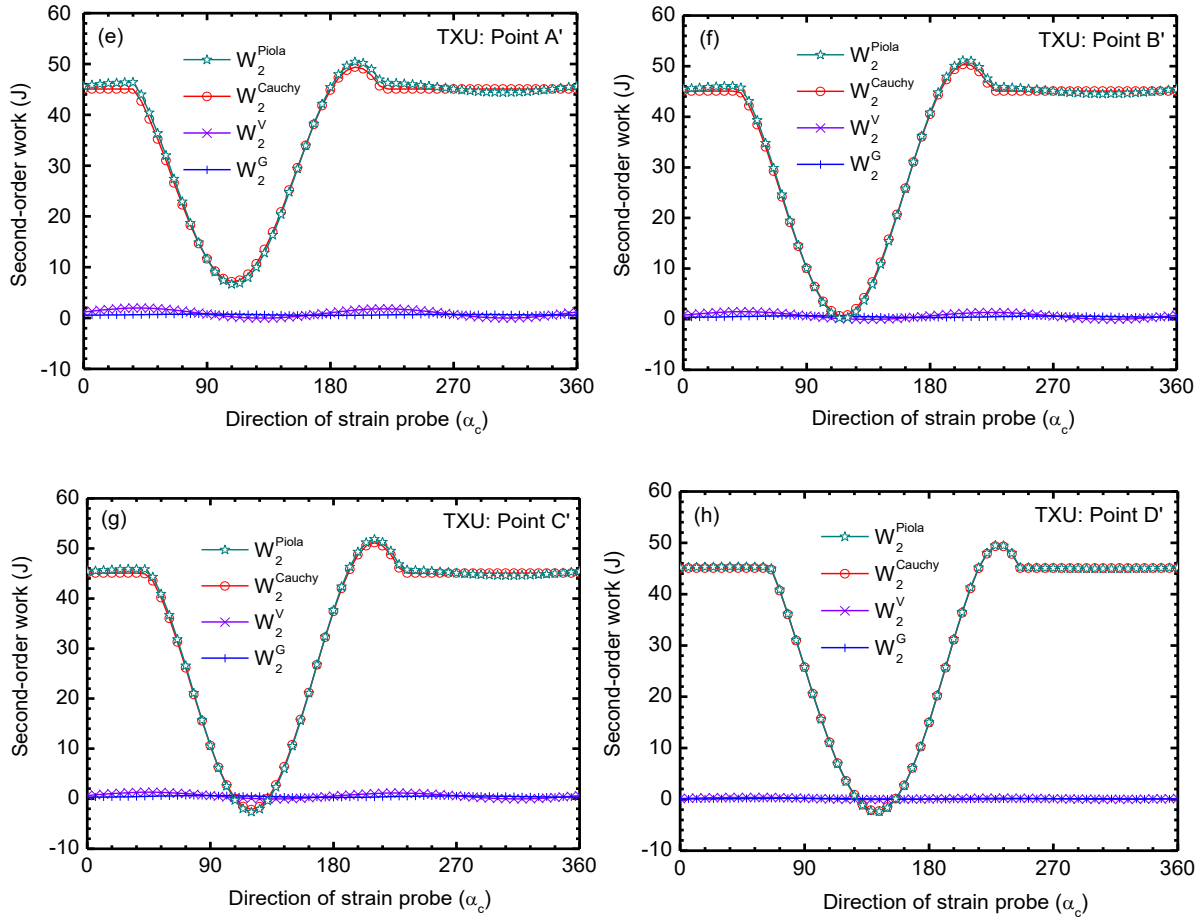 (e)
TXU: Point A'
W₂ᴾⁱᵒˡᵃ
W₂ᶜᵃᵘᶜʰʸ
W₂ⱽ
W₂ᴳ
Second-order work (J)
60
50
40
30
20
10
0
-10
0 90 180 270 360
Direction of strain probe (α_c)
(f)
TXU: Point B'
W₂ᴾⁱᵒˡᵃ
W₂ᶜᵃᵘᶜʰʸ
W₂ⱽ
W₂ᴳ
Second-order work (J)
60
50
40
30
20
10
0
-10
0 90 180 270 360
Direction of strain probe (α_c)
(g)
TXU: Point C'
W₂ᴾⁱᵒˡᵃ
W₂ᶜᵃᵘᶜʰʸ
W₂ⱽ
W₂ᴳ
Second-order work (J)
60
50
40
30
20
10
0
-10
0 90 180 270 360
Direction of strain probe (α_c)
(h)
TXU: Point D'
W₂ᴾⁱᵒˡᵃ
W₂ᶜᵃᵘᶜʰʸ
W₂ⱽ
W₂ᴳ
Second-order work (J)
60
50
40
30
20
10
0
-10
0 90 180 270 360
Direction of strain probe (α_c)